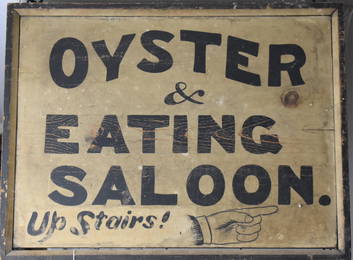 OYSTER
&
EATING
SALOON.
Up Stairs!